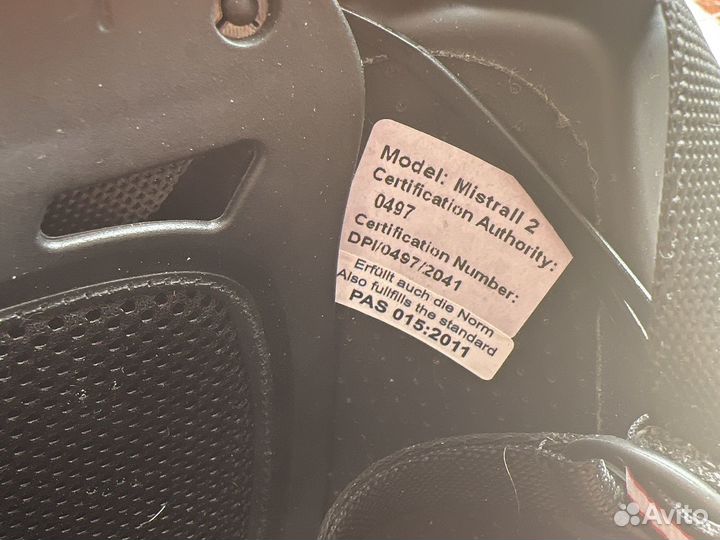 Model: Mistrall 2
Certification Authority:
0497
Certification Number:
DPI/0497/2041
Erfüllt auch die Norm
Also fullfills the standard
PAS 015:2011
Avito